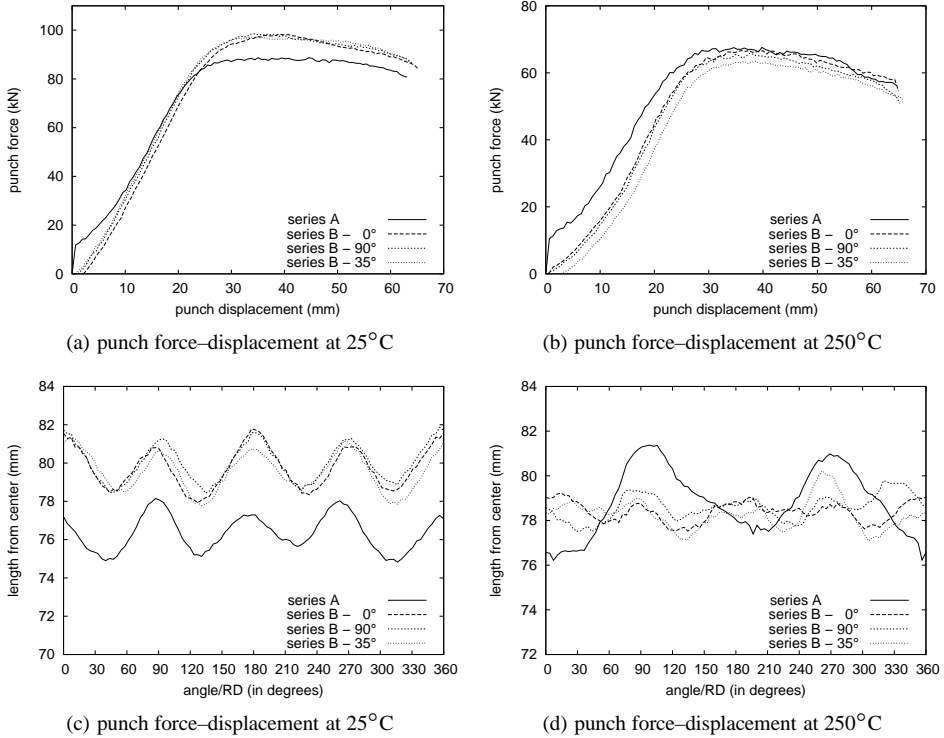 100
80
60
40
20
0
punch force (kN)
series A
series B – 0°
series B – 90°
series B – 35°
0 10 20 30 40 50 60 70
punch displacement (mm)
(a) punch force–displacement at 25°C
80
60
40
20
0
punch force (kN)
series A
series B – 0°
series B – 90°
series B – 35°
0 10 20 30 40 50 60 70
punch displacement (mm)
(b) punch force–displacement at 250°C
84
82
80
78
76
74
72
70
length from center (mm)
series A
series B – 0°
series B – 90°
series B – 35°
0 30 60 90 120 150 180 210 240 270 300 330 360
angle/RD (in degrees)
(c) punch force–displacement at 25°C
84
82
80
78
76
74
72
length from center (mm)
series A
series B – 0°
series B – 90°
series B – 35°
0 30 60 90 120 150 180 210 240 270 300 330 360
angle/RD (in degrees)
(d) punch force–displacement at 250°C